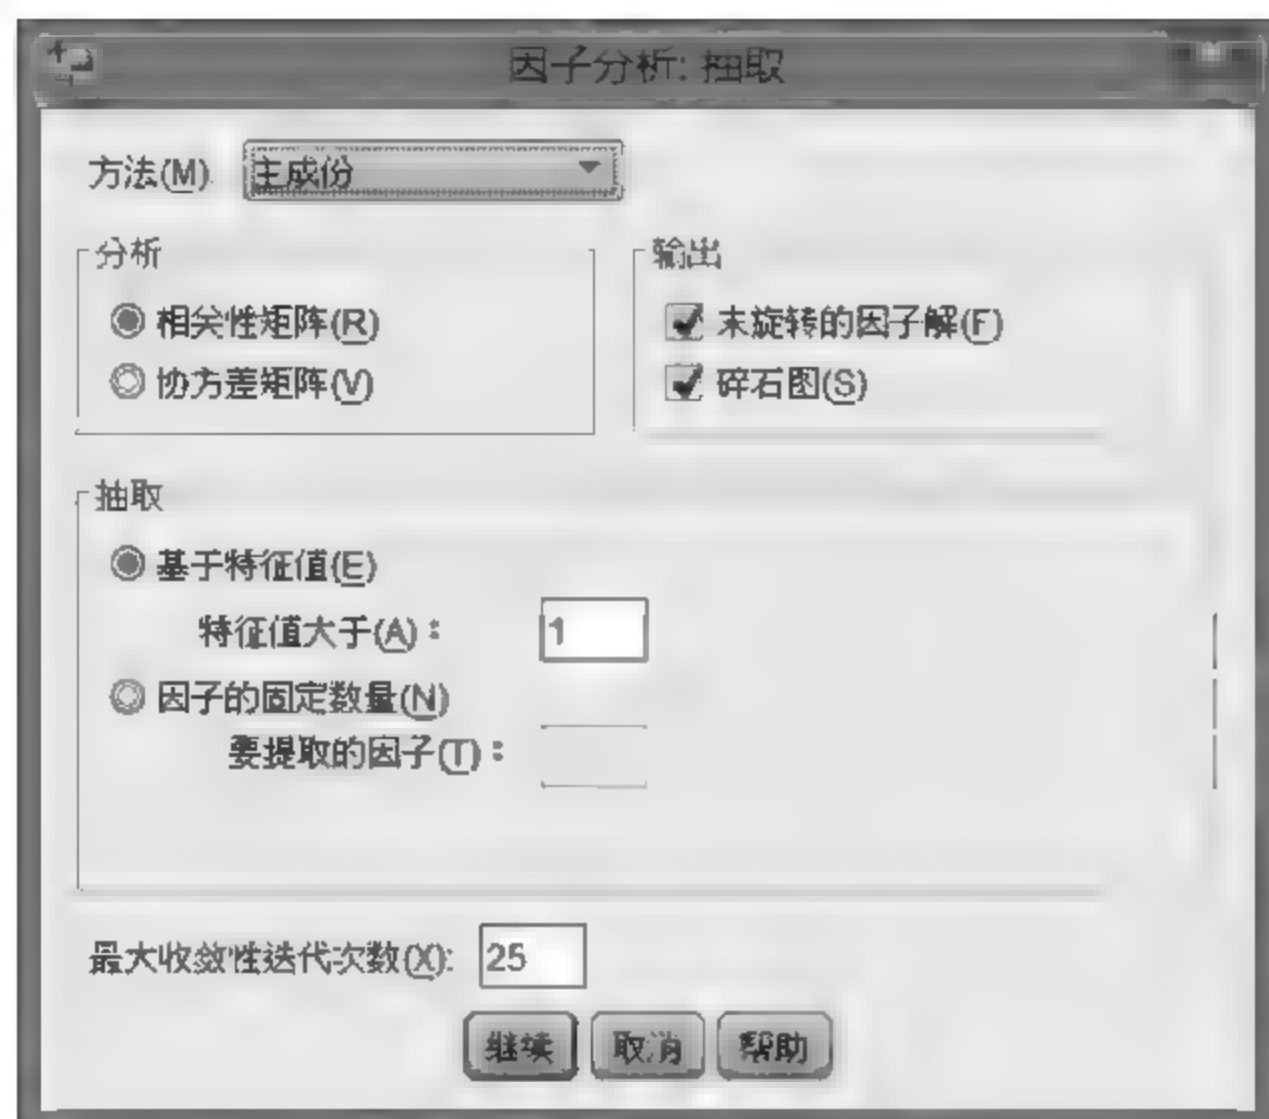 因子分析: 抽取
方法(M) 主成份
分析
相关性矩阵(R)
协方差矩阵(V)
输出
未旋转的因子解(F)
碎石图(S)
抽取
基于特征值(E)
特征值大于(A)： 1
因子的固定数量(N)
要提取的因子(T)：
最大收敛性迭代次数(X): 25
继续 取消 帮助